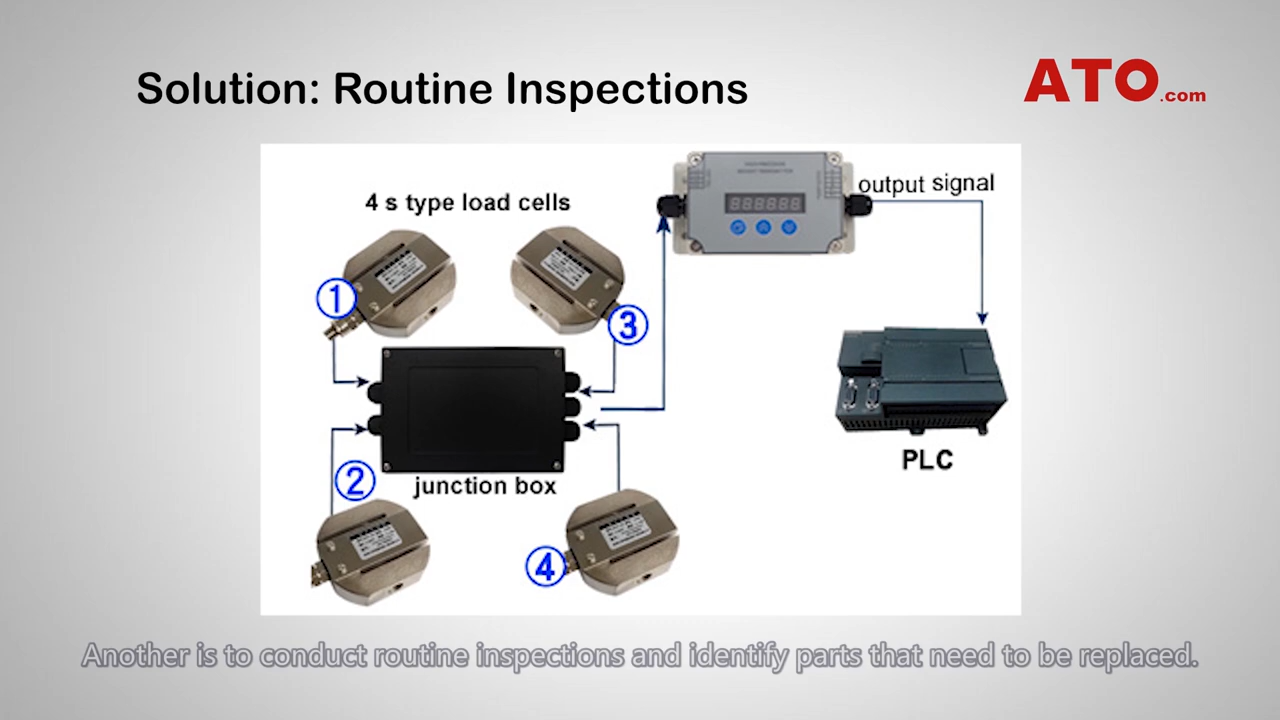 Solution: Routine Inspections
ATO.com
4 s type load cells
output signal
1
3
PLC
2
junction box
4
Another is to conduct routine inspections and identify parts that need to be replaced.